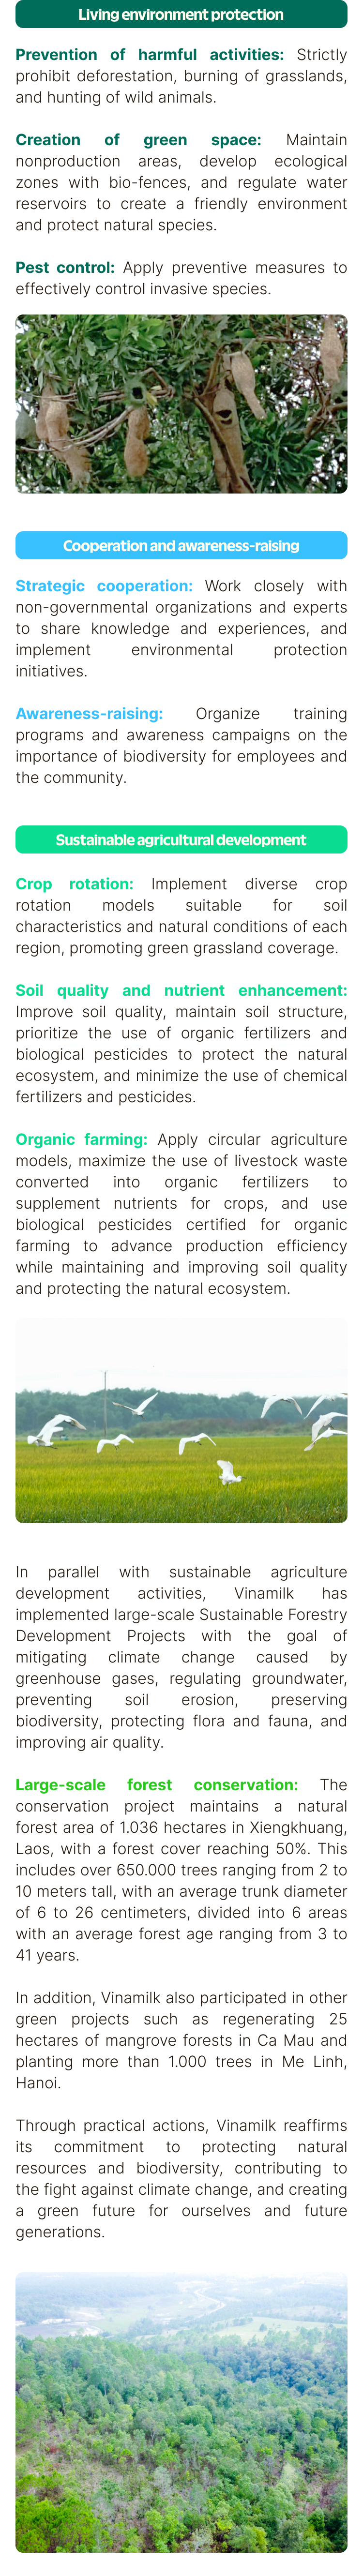 Living environment protection
Prevention of harmful activities: Strictly
prohibit deforestation, burning of grasslands,
and hunting of wild animals.
Creation of green space: Maintain
nonproduction areas, develop ecological
zones with bio-fences, and regulate water
reservoirs to create a friendly environment
and protect natural species.
Pest control: Apply preventive measures to
effectively control invasive species.
Cooperation and awareness-raising
Strategic cooperation: Work closely with
non-governmental organizations and experts
to share knowledge and experiences, and
implement environmental protection
initiatives.
Awareness-raising: Organize training
programs and awareness campaigns on the
importance of biodiversity for employees and
the community.
Sustainable agricultural development
Crop rotation: Implement diverse crop
rotation models suitable for soil
characteristics and natural conditions of each
region, promoting green grassland coverage.
Soil quality and nutrient enhancement:
Improve soil quality, maintain soil structure,
prioritize the use of organic fertilizers and
biological pesticides to protect the natural
ecosystem, and minimize the use of chemical
fertilizers and pesticides.
Organic farming: Apply circular agriculture
models, maximize the use of livestock waste
converted into organic fertilizers to
supplement nutrients for crops, and use
biological pesticides certified for organic
farming to advance production efficiency
while maintaining and improving soil quality
and protecting the natural ecosystem.
In parallel with sustainable agriculture
development activities, Vinamilk has
implemented large-scale Sustainable Forestry
Development Projects with the goal of
mitigating climate change caused by
greenhouse gases, regulating groundwater,
preventing soil erosion, preserving
biodiversity, protecting flora and fauna, and
improving air quality.
Large-scale forest conservation: The
conservation project maintains a natural
forest area of 1.036 hectares in Xiengkhuang,
Laos, with a forest cover reaching 50%. This
includes over 650.000 trees ranging from 2 to
10 meters tall, with an average trunk diameter
of 6 to 26 centimeters, divided into 6 areas
with an average forest age ranging from 3 to
41 years.
In addition, Vinamilk also participated in other
green projects such as regenerating 25
hectares of mangrove forests in Ca Mau and
planting more than 1.000 trees in Me Linh,
Hanoi.
Through practical actions, Vinamilk reaffirms
its commitment to protecting natural
resources and biodiversity, contributing to
the fight against climate change, and creating
a green future for ourselves and future
generations.